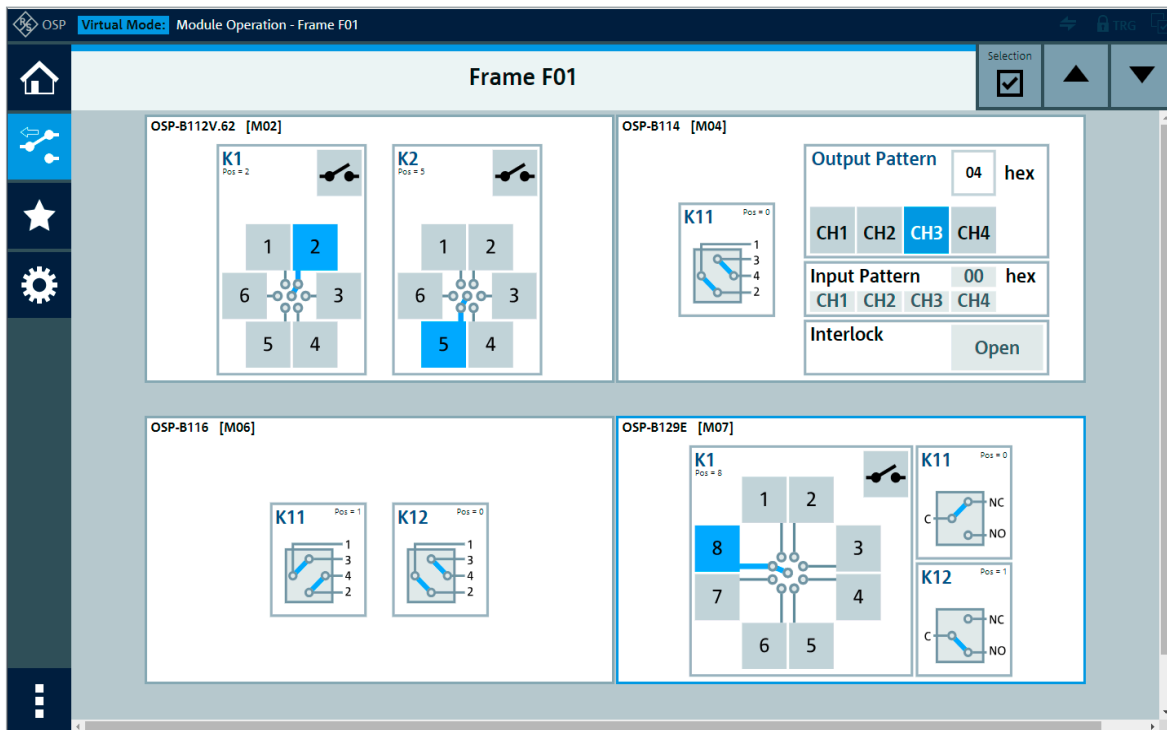 R&S OSP Virtual Mode: Module Operation - Frame F01 TRG
Frame F01
Selection
OSP-B112V.62 [M02]
K1
Pos = 2
1 2
6 3
5 4
K2
Pos = 5
1 2
6 3
5 4
OSP-B114 [M04]
K11 Pos = 0
1
3
4
2
Output Pattern 04 hex
CH1 CH2 CH3 CH4
Input Pattern 00 hex
CH1 CH2 CH3 CH4
Interlock Open
OSP-B116 [M06]
K11 Pos = 1
1
3
4
2
K12 Pos = 0
1
3
4
2
OSP-B129E [M07]
K1
Pos = 8
1 2
8 3
7 4
6 5
K11 Pos = 0
NC
C
NO
K12 Pos = 1
NC
C
NO